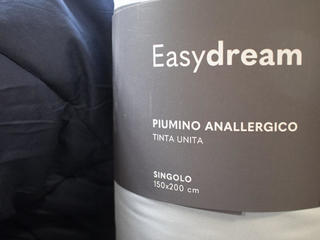 Easydream
PIUMINO ANALLERGICO
TINTA UNITA
SINGOLO
150x200 cm